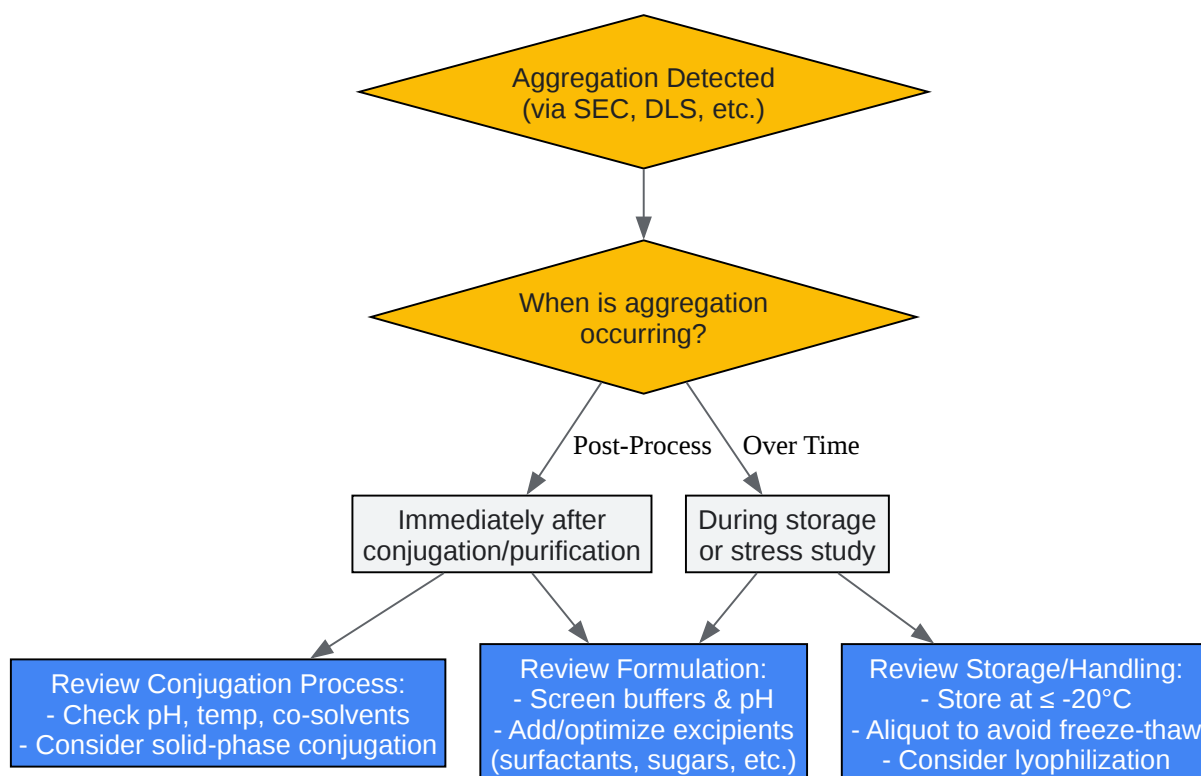 Aggregation Detected
(via SEC, DLS, etc.)
When is aggregation
occurring?
Post-Process
Over Time
Immediately after
conjugation/purification
During storage
or stress study
Review Conjugation Process:
- Check pH, temp, co-solvents
- Consider solid-phase conjugation
Review Formulation:
- Screen buffers & pH
- Add/optimize excipients
(surfactants, sugars, etc.)
Review Storage/Handling:
- Store at ≤ -20°C
- Aliquot to avoid freeze-thaw
- Consider lyophilization